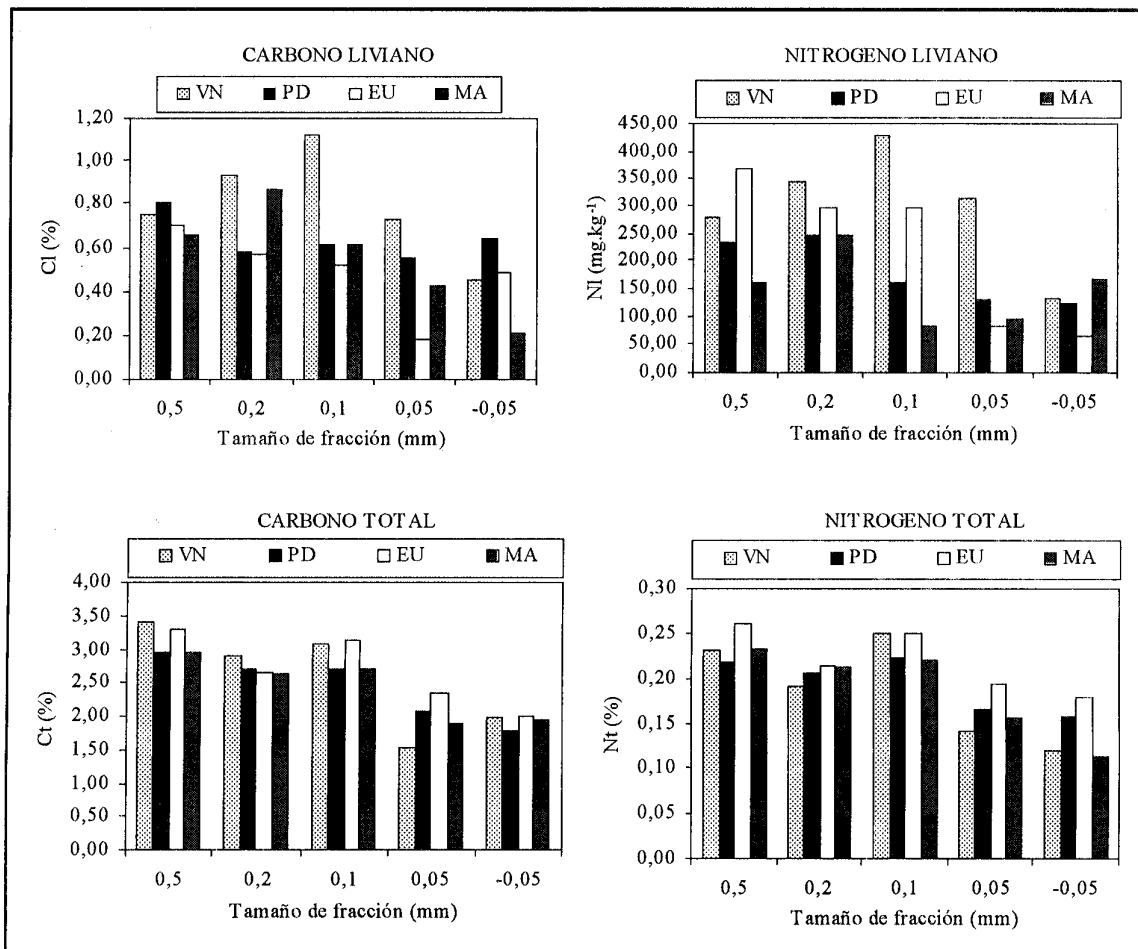 CARBONO LIVIANO
VN PD EU MA
1,20
1,00
0,80
0,60
0,40
0,20
0,00
Cl (%)
0,5 0,2 0,1 0,05 -0,05
Tamaño de fracción (mm)
NITROGENO LIVIANO
VN PD EU MA
450,00
400,00
350,00
300,00
250,00
200,00
150,00
100,00
50,00
0,00
Nl (mg.kg-1)
0,5 0,2 0,1 0,05 -0,05
Tamaño de fracción (mm)
CARBONO TOTAL
VN PD EU MA
4,00
3,50
3,00
2,50
2,00
1,50
1,00
0,50
0,00
Ct (%)
0,5 0,2 0,1 0,05 -0,05
Tamaño de fracción (mm)
NITROGENO TOTAL
VN PD EU MA
0,30
0,25
0,20
0,15
0,10
0,05
0,00
Nt (%)
0,5 0,2 0,1 0,05 -0,05
Tamaño de fracción (mm)